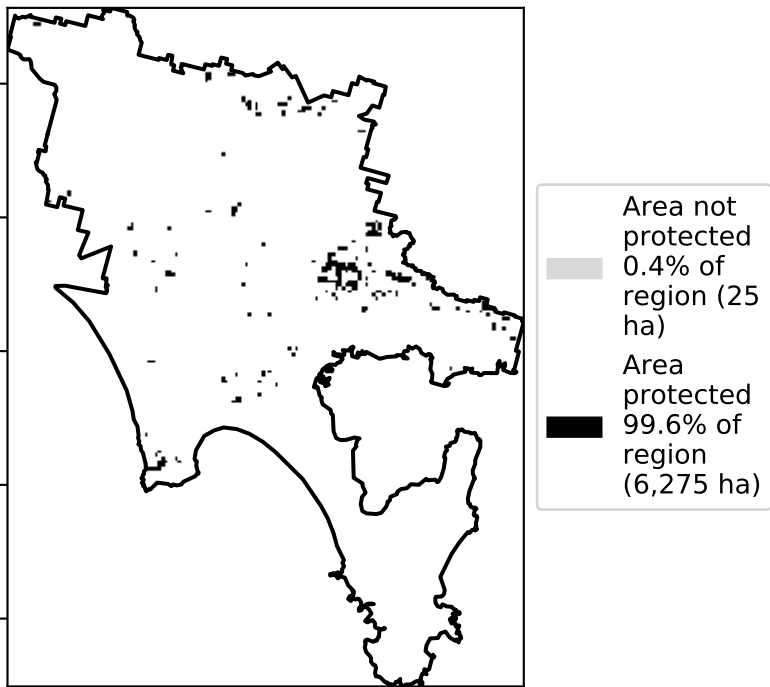 Area not
protected
0.4% of
region (25
ha)
Area
protected
99.6% of
region
(6,275 ha)